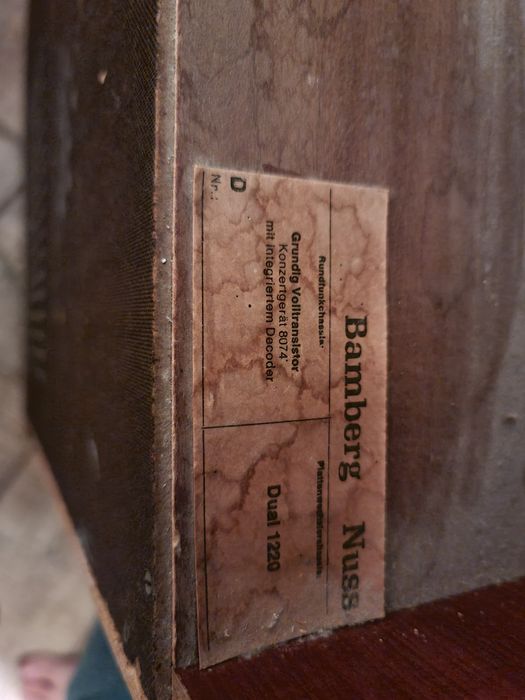 Bamberg Nuss
Rundfunkchassis:
Grundig Volltransistor
Konzertgerät 8074
mit integriertem Decoder
D
Nr.:
Plattenwechslerchassis:
Dual 1220